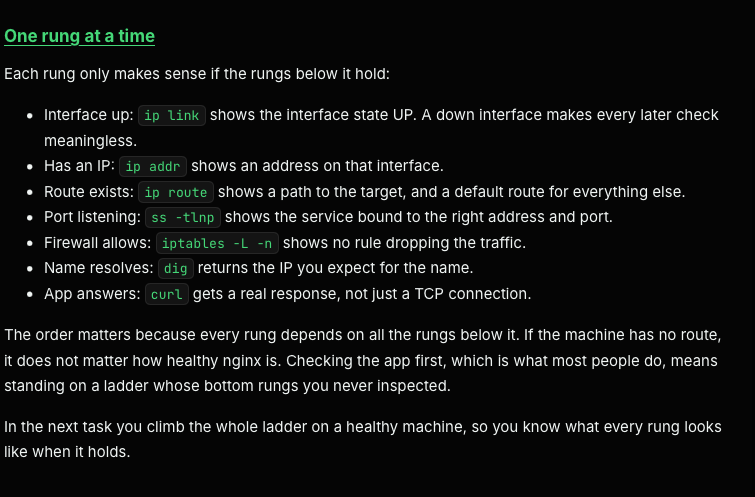 One rung at a time
Each rung only makes sense if the rungs below it hold:
• Interface up: ip link shows the interface state UP. A down interface makes every later check
meaningless.
• Has an IP: ip addr shows an address on that interface.
• Route exists: ip route shows a path to the target, and a default route for everything else.
• Port listening: ss -tlnp shows the service bound to the right address and port.
• Firewall allows: iptables -L -n shows no rule dropping the traffic.
• Name resolves: dig returns the IP you expect for the name.
• App answers: curl gets a real response, not just a TCP connection.
The order matters because every rung depends on all the rungs below it. If the machine has no route,
it does not matter how healthy nginx is. Checking the app first, which is what most people do, means
standing on a ladder whose bottom rungs you never inspected.
In the next task you climb the whole ladder on a healthy machine, so you know what every rung looks
like when it holds.